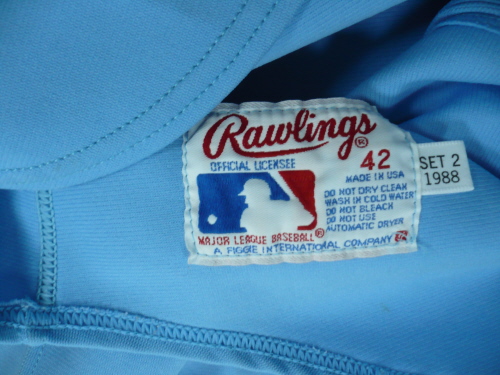 Rawlings®
OFFICIAL LICENSEE
42
MADE IN USA
DO NOT DRY CLEAN
WASH IN COLD WATER
DO NOT BLEACH
DO NOT USE
AUTOMATIC DRYER
MAJOR LEAGUE BASEBALL®
A FIGGIE INTERNATIONAL COMPANY
SET 2
1988